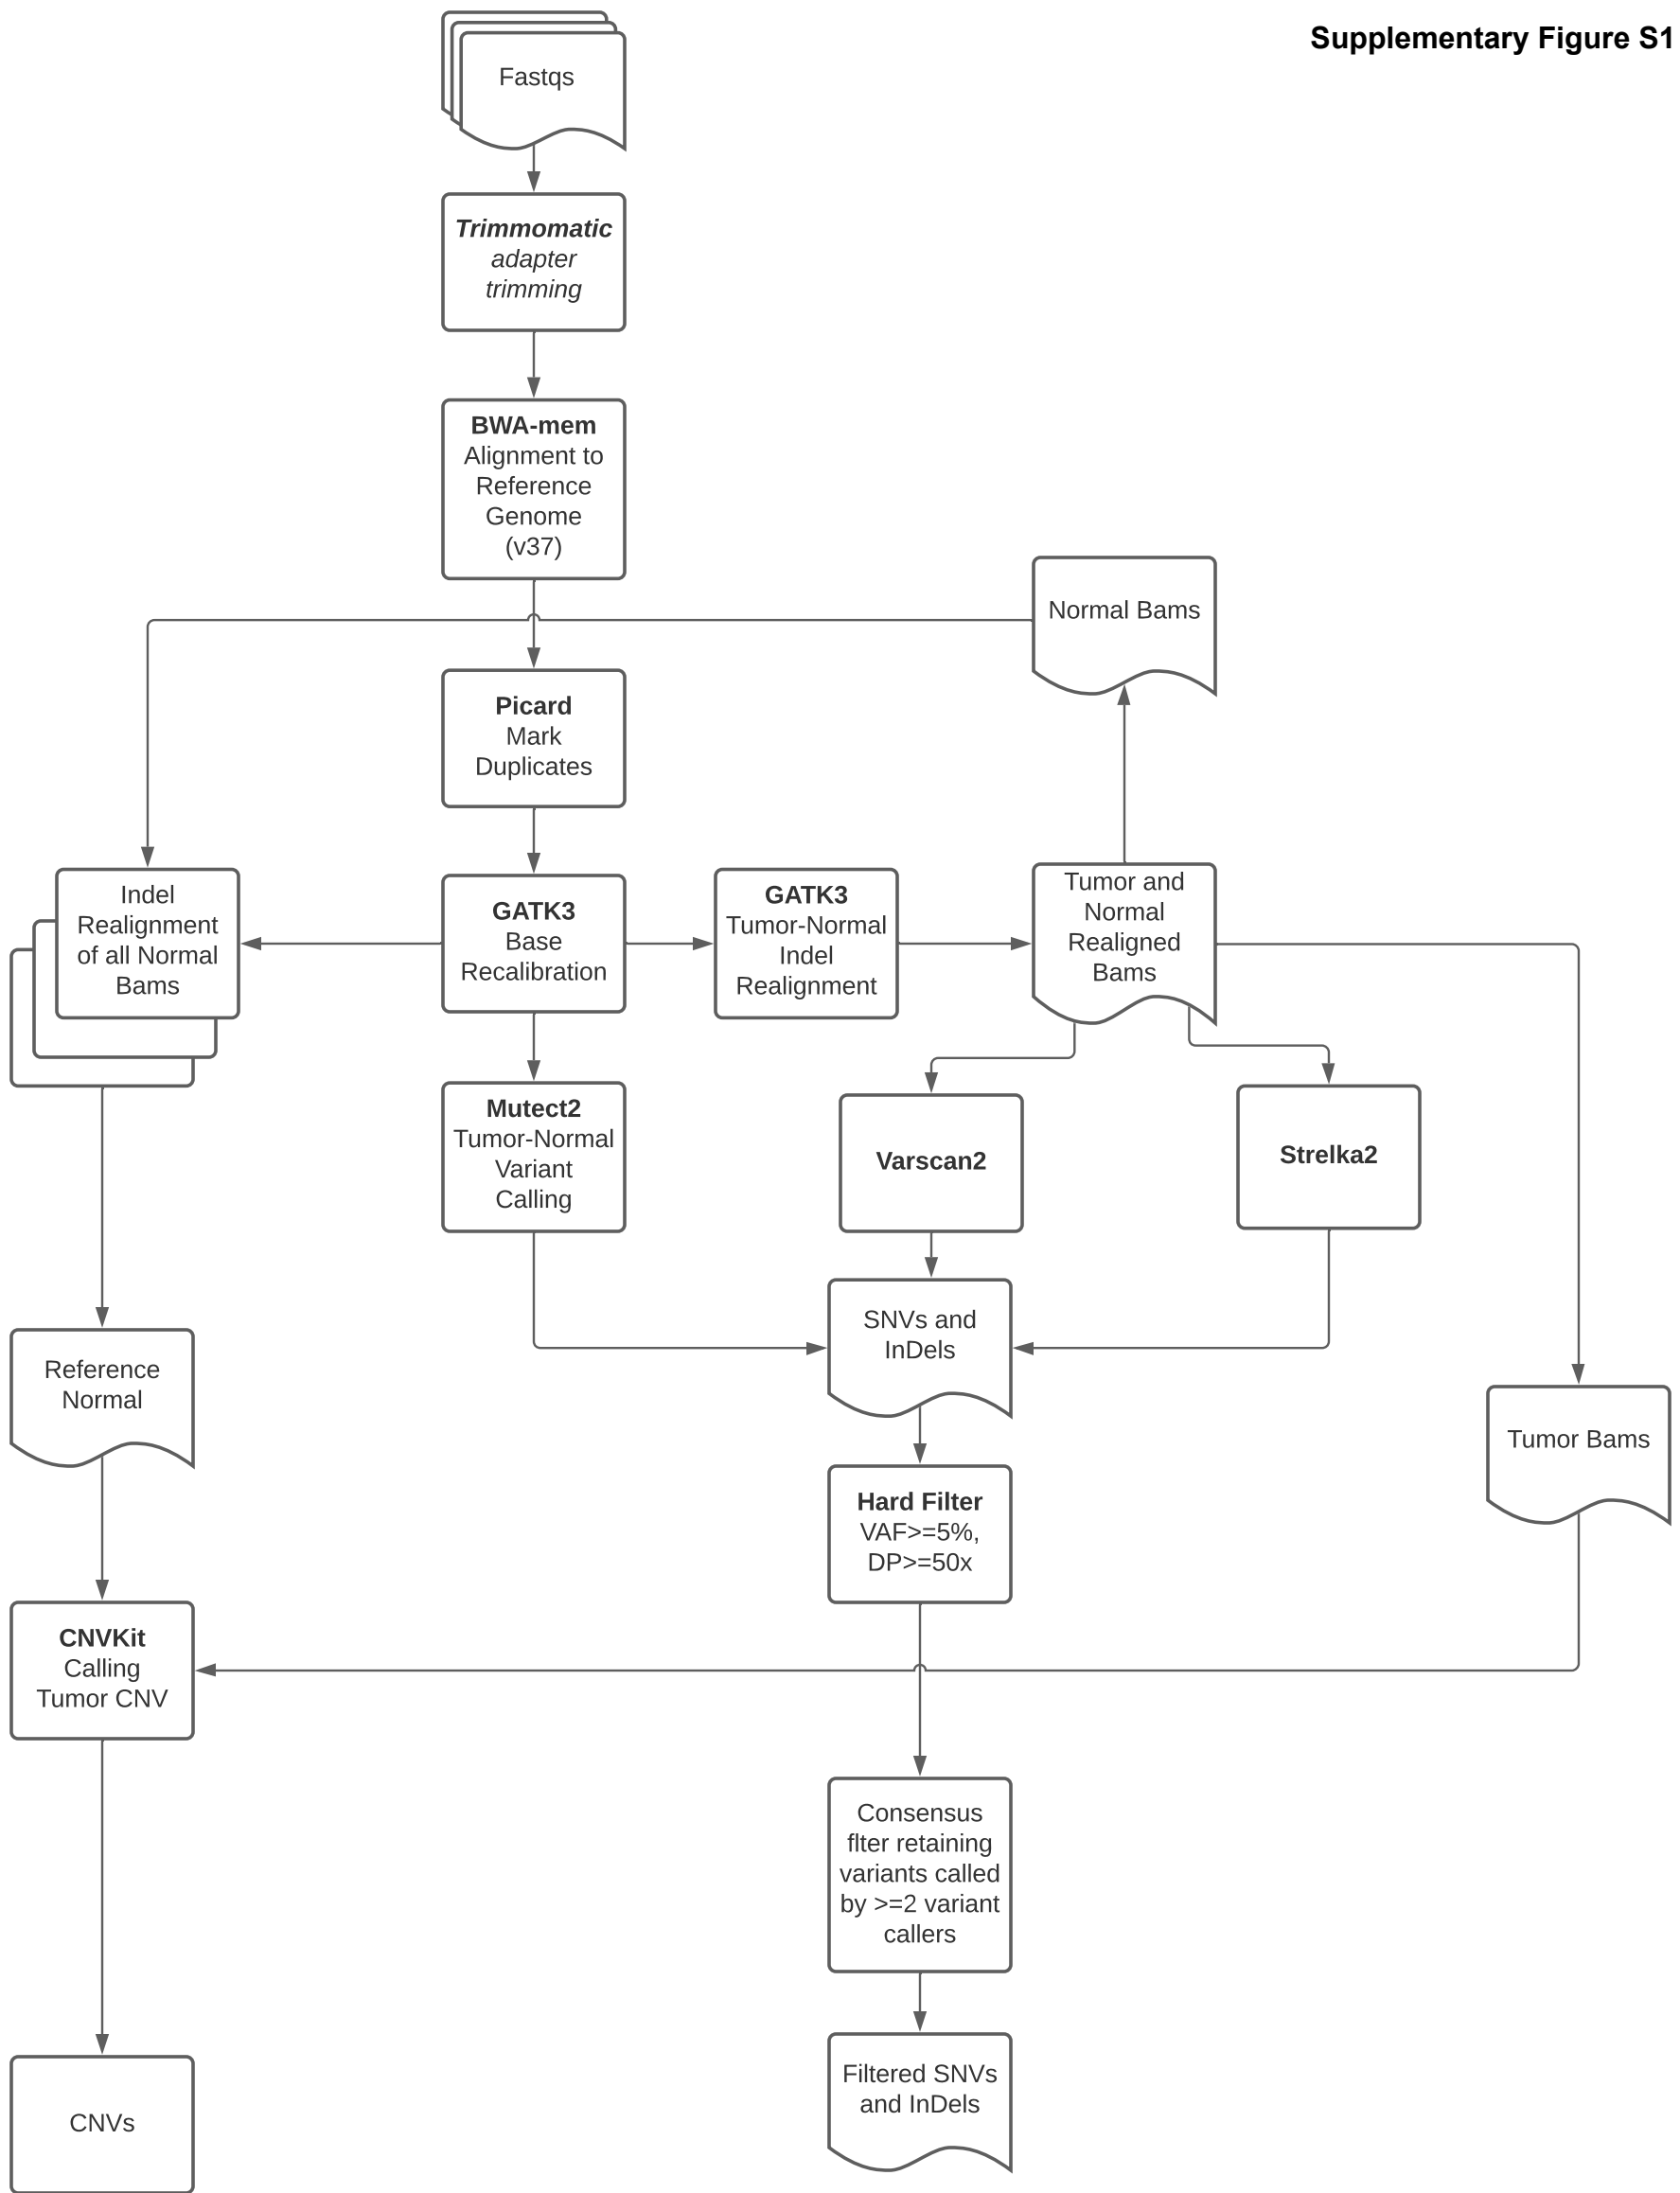 Supplementary Figure S1
Fastqs
Trimmomatic
adapter
trimming
BWA-mem
Alignment to
Reference
Genome
(v37)
Normal Bams
Picard
Mark
Duplicates
Indel
Realignment
of all Normal
Bams
GATK3
Base
Recalibration
GATK3
Tumor-Normal
Indel
Realignment
Tumor and
Normal
Realigned
Bams
Mutect2
Tumor-Normal
Variant
Calling
Varscan2
Strelka2
SNVs and
InDels
Reference
Normal
Tumor Bams
Hard Filter
VAF>=5%,
DP>=50x
CNVKit
Calling
Tumor CNV
Consensus
flter retaining
variants called
by >=2 variant
callers
Filtered SNVs
and InDels
CNVs